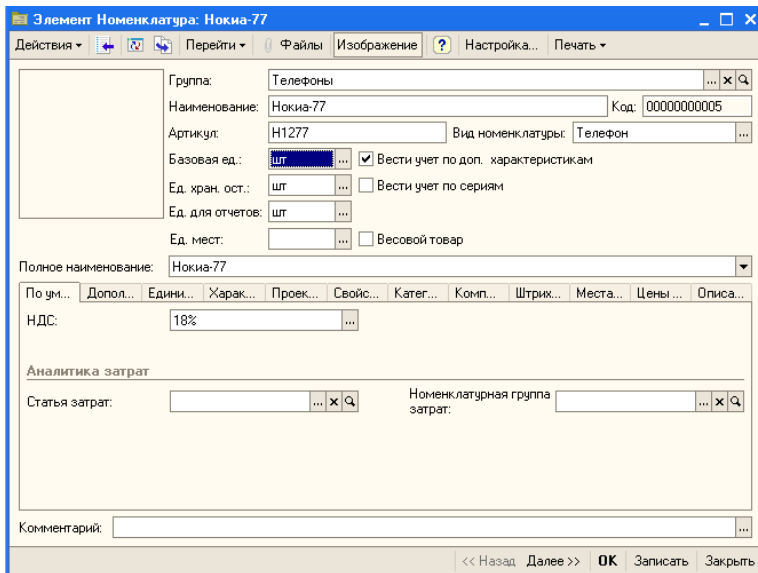 Элемент Номенклатура: Нокиа-77
Действия Перейти Файлы Изображение ? Настройка... Печать
Группа: Телефоны ... x
Наименование: Нокиа-77 Код: 00000000005
Артикул: Н1277 Вид номенклатуры: Телефон ...
Базовая ед.: шт ... Вести учет по доп. характеристикам
Ед. хран. ост.: шт ... Вести учет по сериям
Ед. для отчетов: шт ...
Ед. мест: ... Весовой товар
Полное наименование: Нокиа-77
По ум... Допол... Едини... Харак... Проек... Свойс... Катег... Комп... Штрих... Места... Цены ... Описа...
НДС: 18% ...
Аналитика затрат
Статья затрат: ... x Номенклатурная группа
затрат: ... x
Комментарий: ...
<< Назад Далее >> OK Записать Закрыть